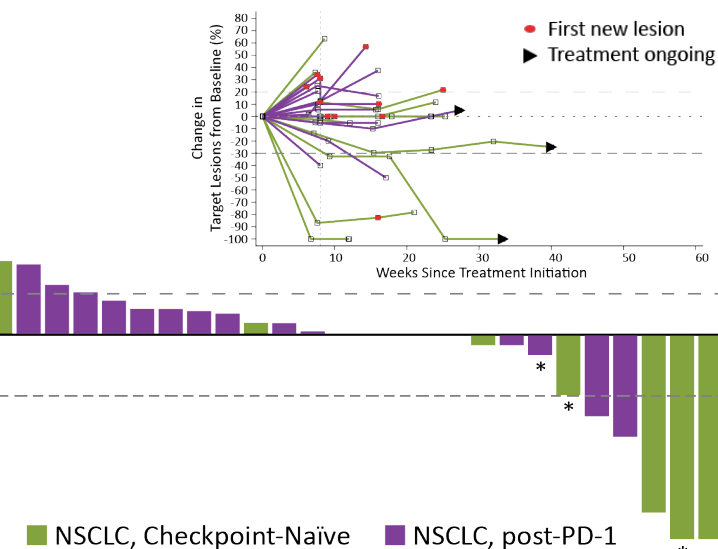 Change in
Target Lesions from Baseline (%)
80
70
60
50
40
30
20
10
0
-10
-20
-30
-40
-50
-60
-70
-80
-90
-100
0 10 20 30 40 50 60
Weeks Since Treatment Initiation
First new lesion
Treatment ongoing
*
*
*
NSCLC, Checkpoint-Naïve
NSCLC, post-PD-1